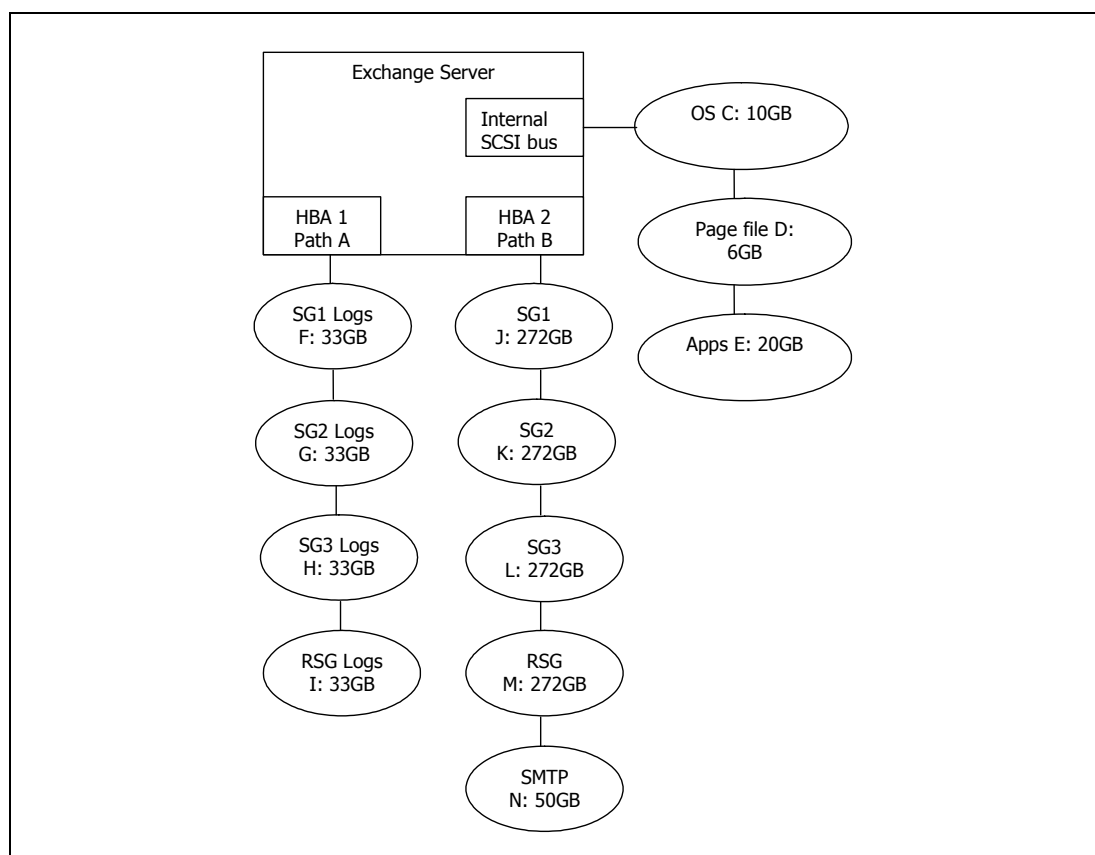 Exchange Server
Internal
SCSI bus
HBA 1
Path A
HBA 2
Path B
OS C: 10GB
Page file D:
6GB
Apps E: 20GB
SG1 Logs
F: 33GB
SG2 Logs
G: 33GB
SG3 Logs
H: 33GB
RSG Logs
I: 33GB
SG1
J: 272GB
SG2
K: 272GB
SG3
L: 272GB
RSG
M: 272GB
SMTP
N: 50GB